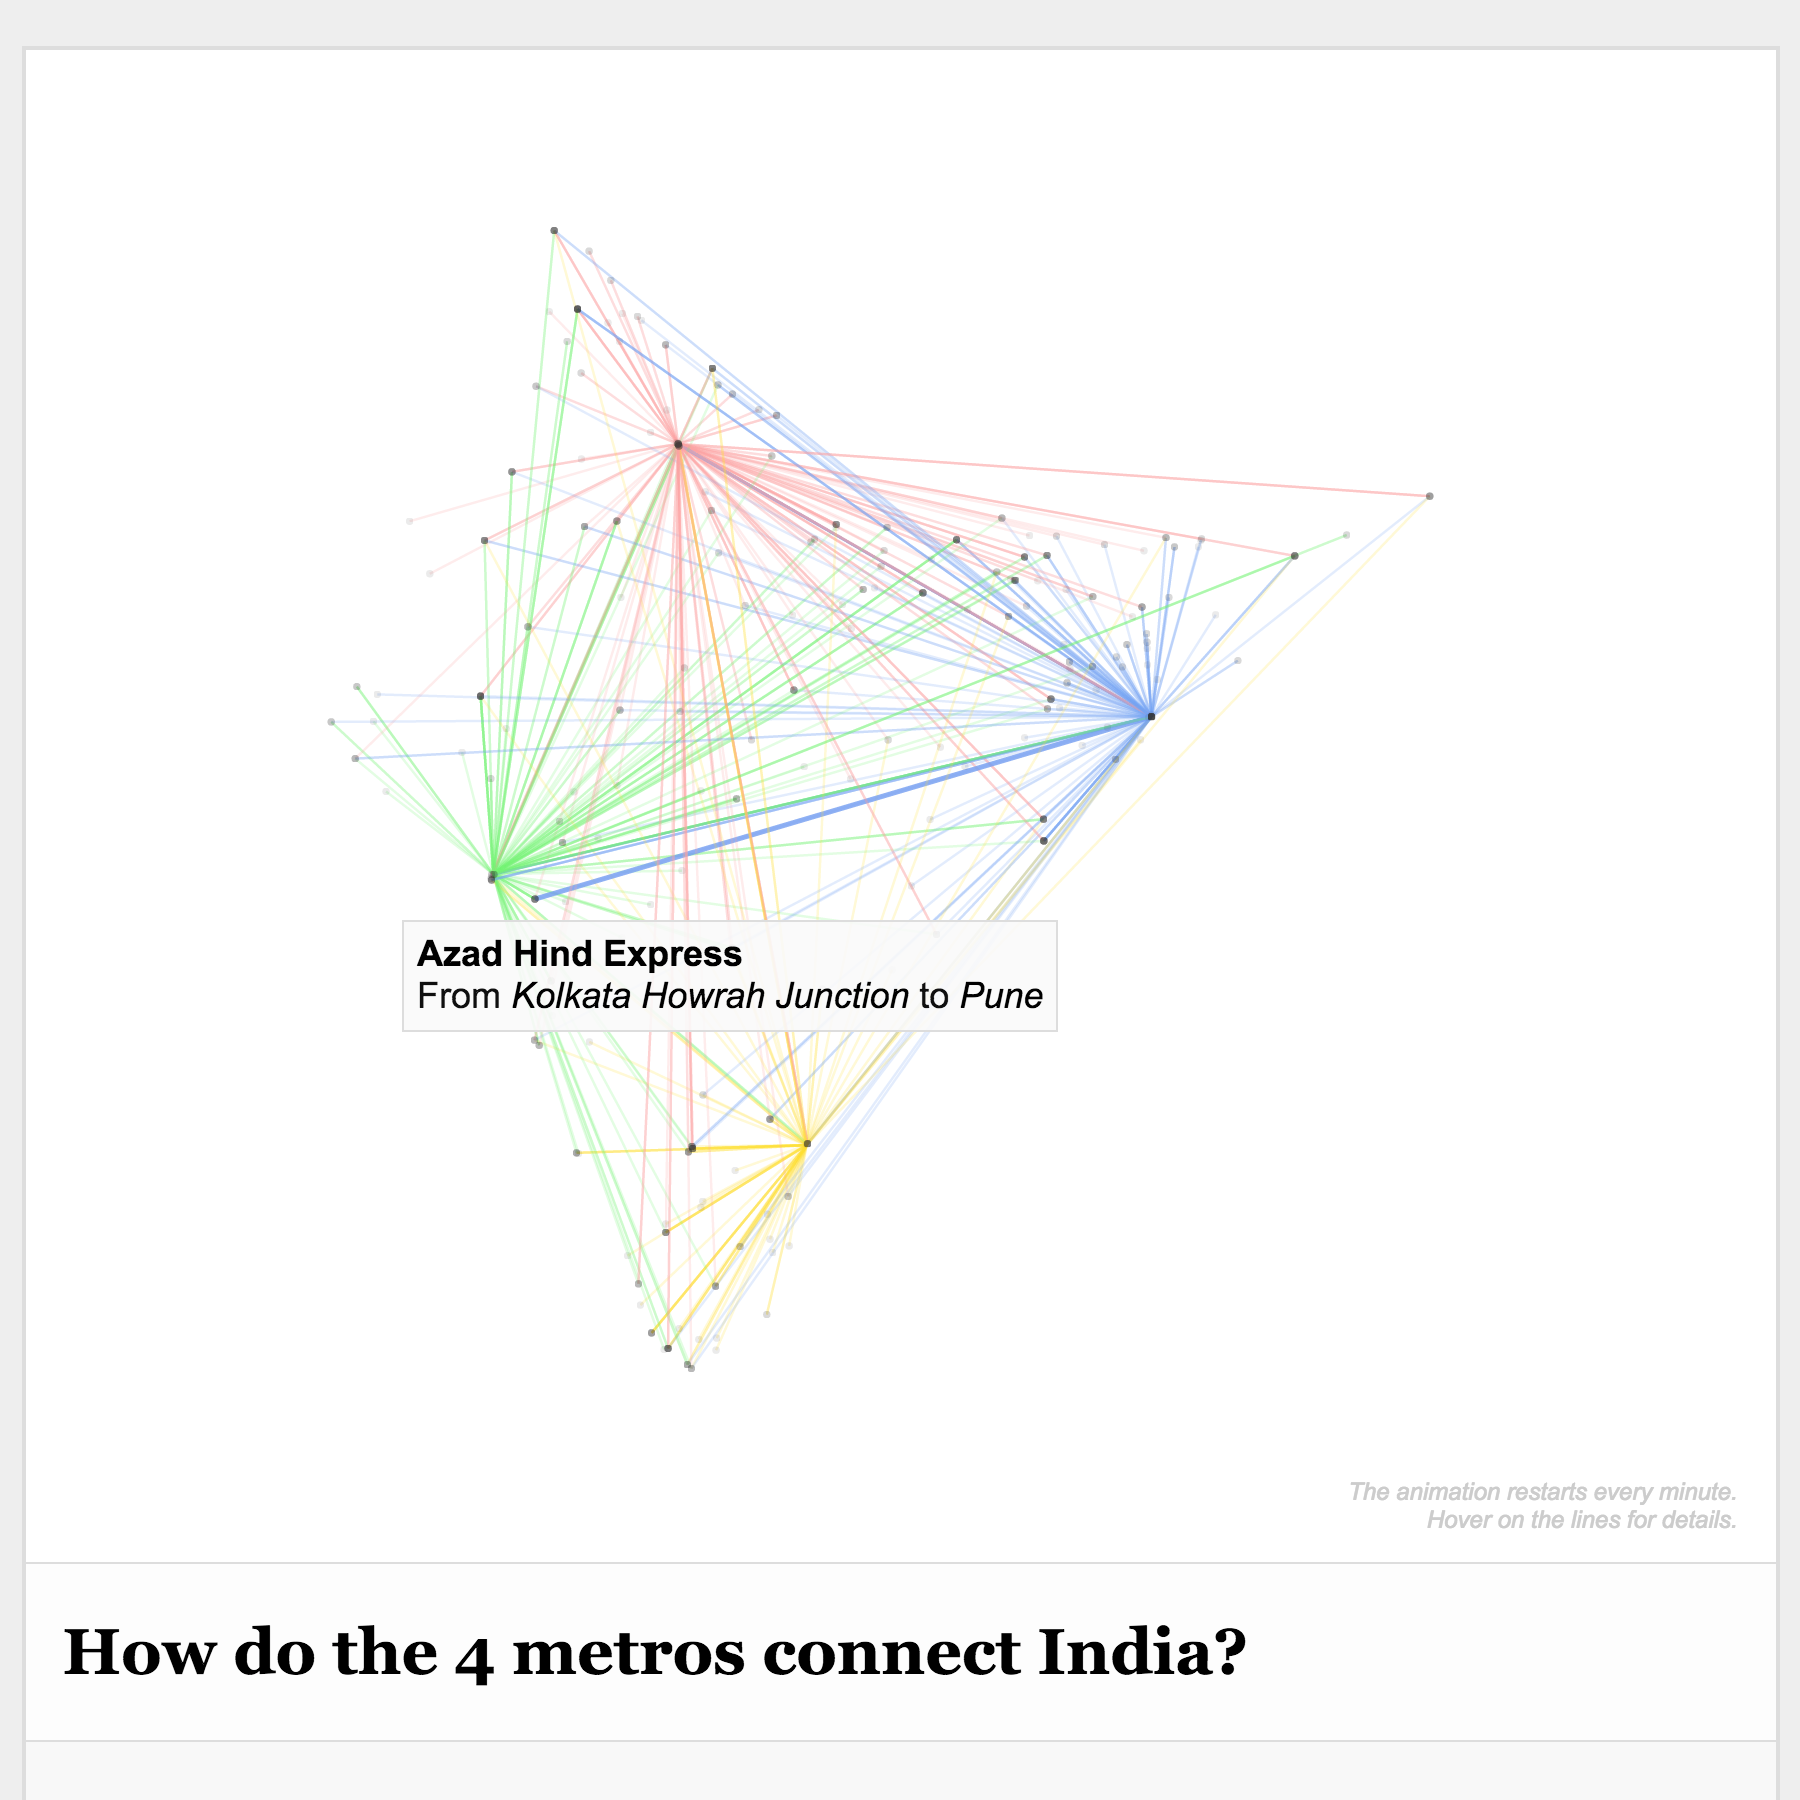 Azad Hind Express
From Kolkata Howrah Junction to Pune
The animation restarts every minute.
Hover on the lines for details.
How do the 4 metros connect India?